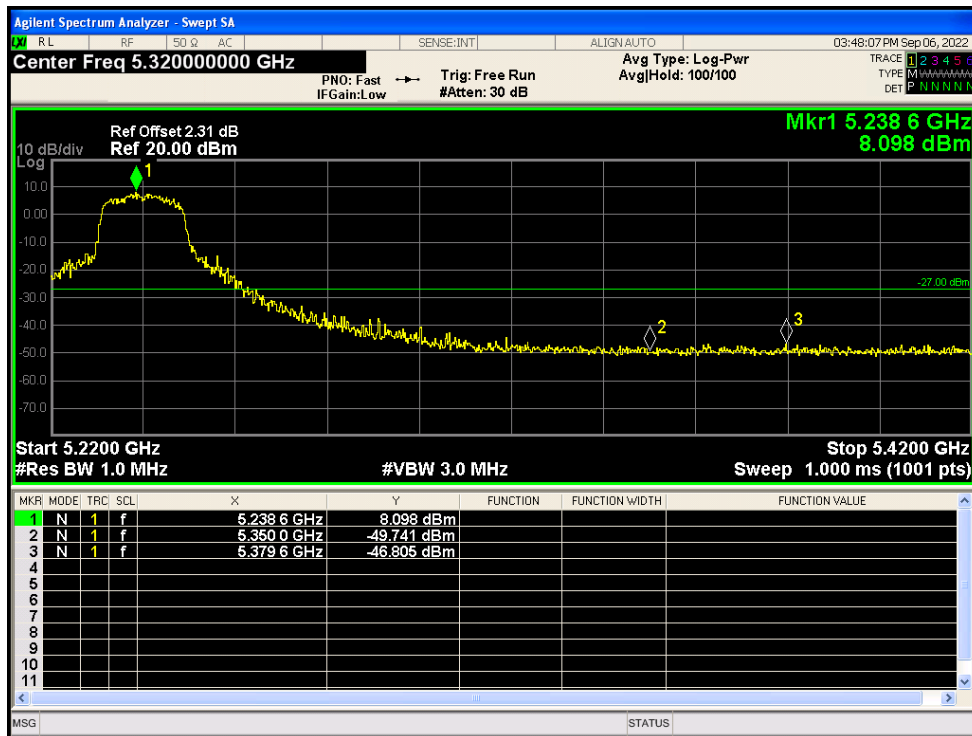 Agilent Spectrum Analyzer - Swept SA
LXI RL RF 50 Ω AC SENSE:INT ALIGN AUTO 03:48:07 PM Sep 06, 2022
Center Freq 5.320000000 GHz
Avg Type: Log-Pwr
TRACE 1 2 3 4 5 6
PNO: Fast Trig: Free Run Avg|Hold: 100/100
TYPE M
IFGain:Low #Atten: 30 dB
DET P N N N N N
Mkr1 5.238 6 GHz
8.098 dBm
Ref Offset 2.31 dB
10 dB/div Ref 20.00 dBm
Log
1
10.0
0.00
-10.0
-20.0
-27.00 dBm
-30.0
-40.0
2
3
-50.0
-60.0
-70.0
Start 5.2200 GHz Stop 5.4200 GHz
#Res BW 1.0 MHz #VBW 3.0 MHz Sweep 1.000 ms (1001 pts)
MKR MODE TRC SCL X Y FUNCTION FUNCTION WIDTH FUNCTION VALUE
1 N 1 f 5.238 6 GHz 8.098 dBm
2 N 1 f 5.350 0 GHz -49.741 dBm
3 N 1 f 5.379 6 GHz -46.805 dBm
4
5
6
7
8
9
10
11
MSG STATUS